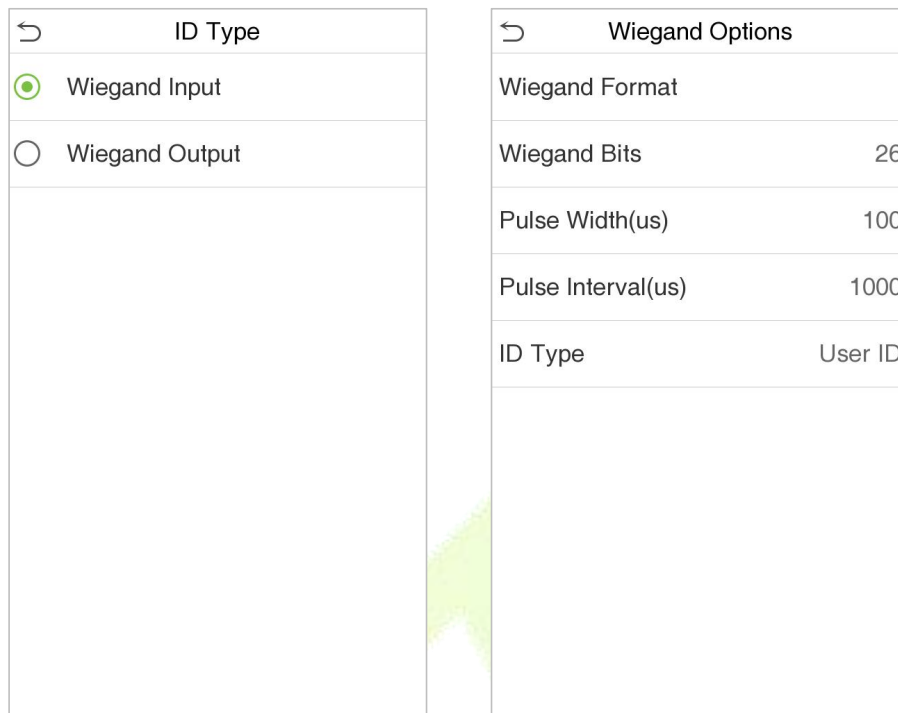 ID Type
Wiegand Input
Wiegand Output
Wiegand Options
Wiegand Format
Wiegand Bits 26
Pulse Width(us) 100
Pulse Interval(us) 1000
ID Type User ID